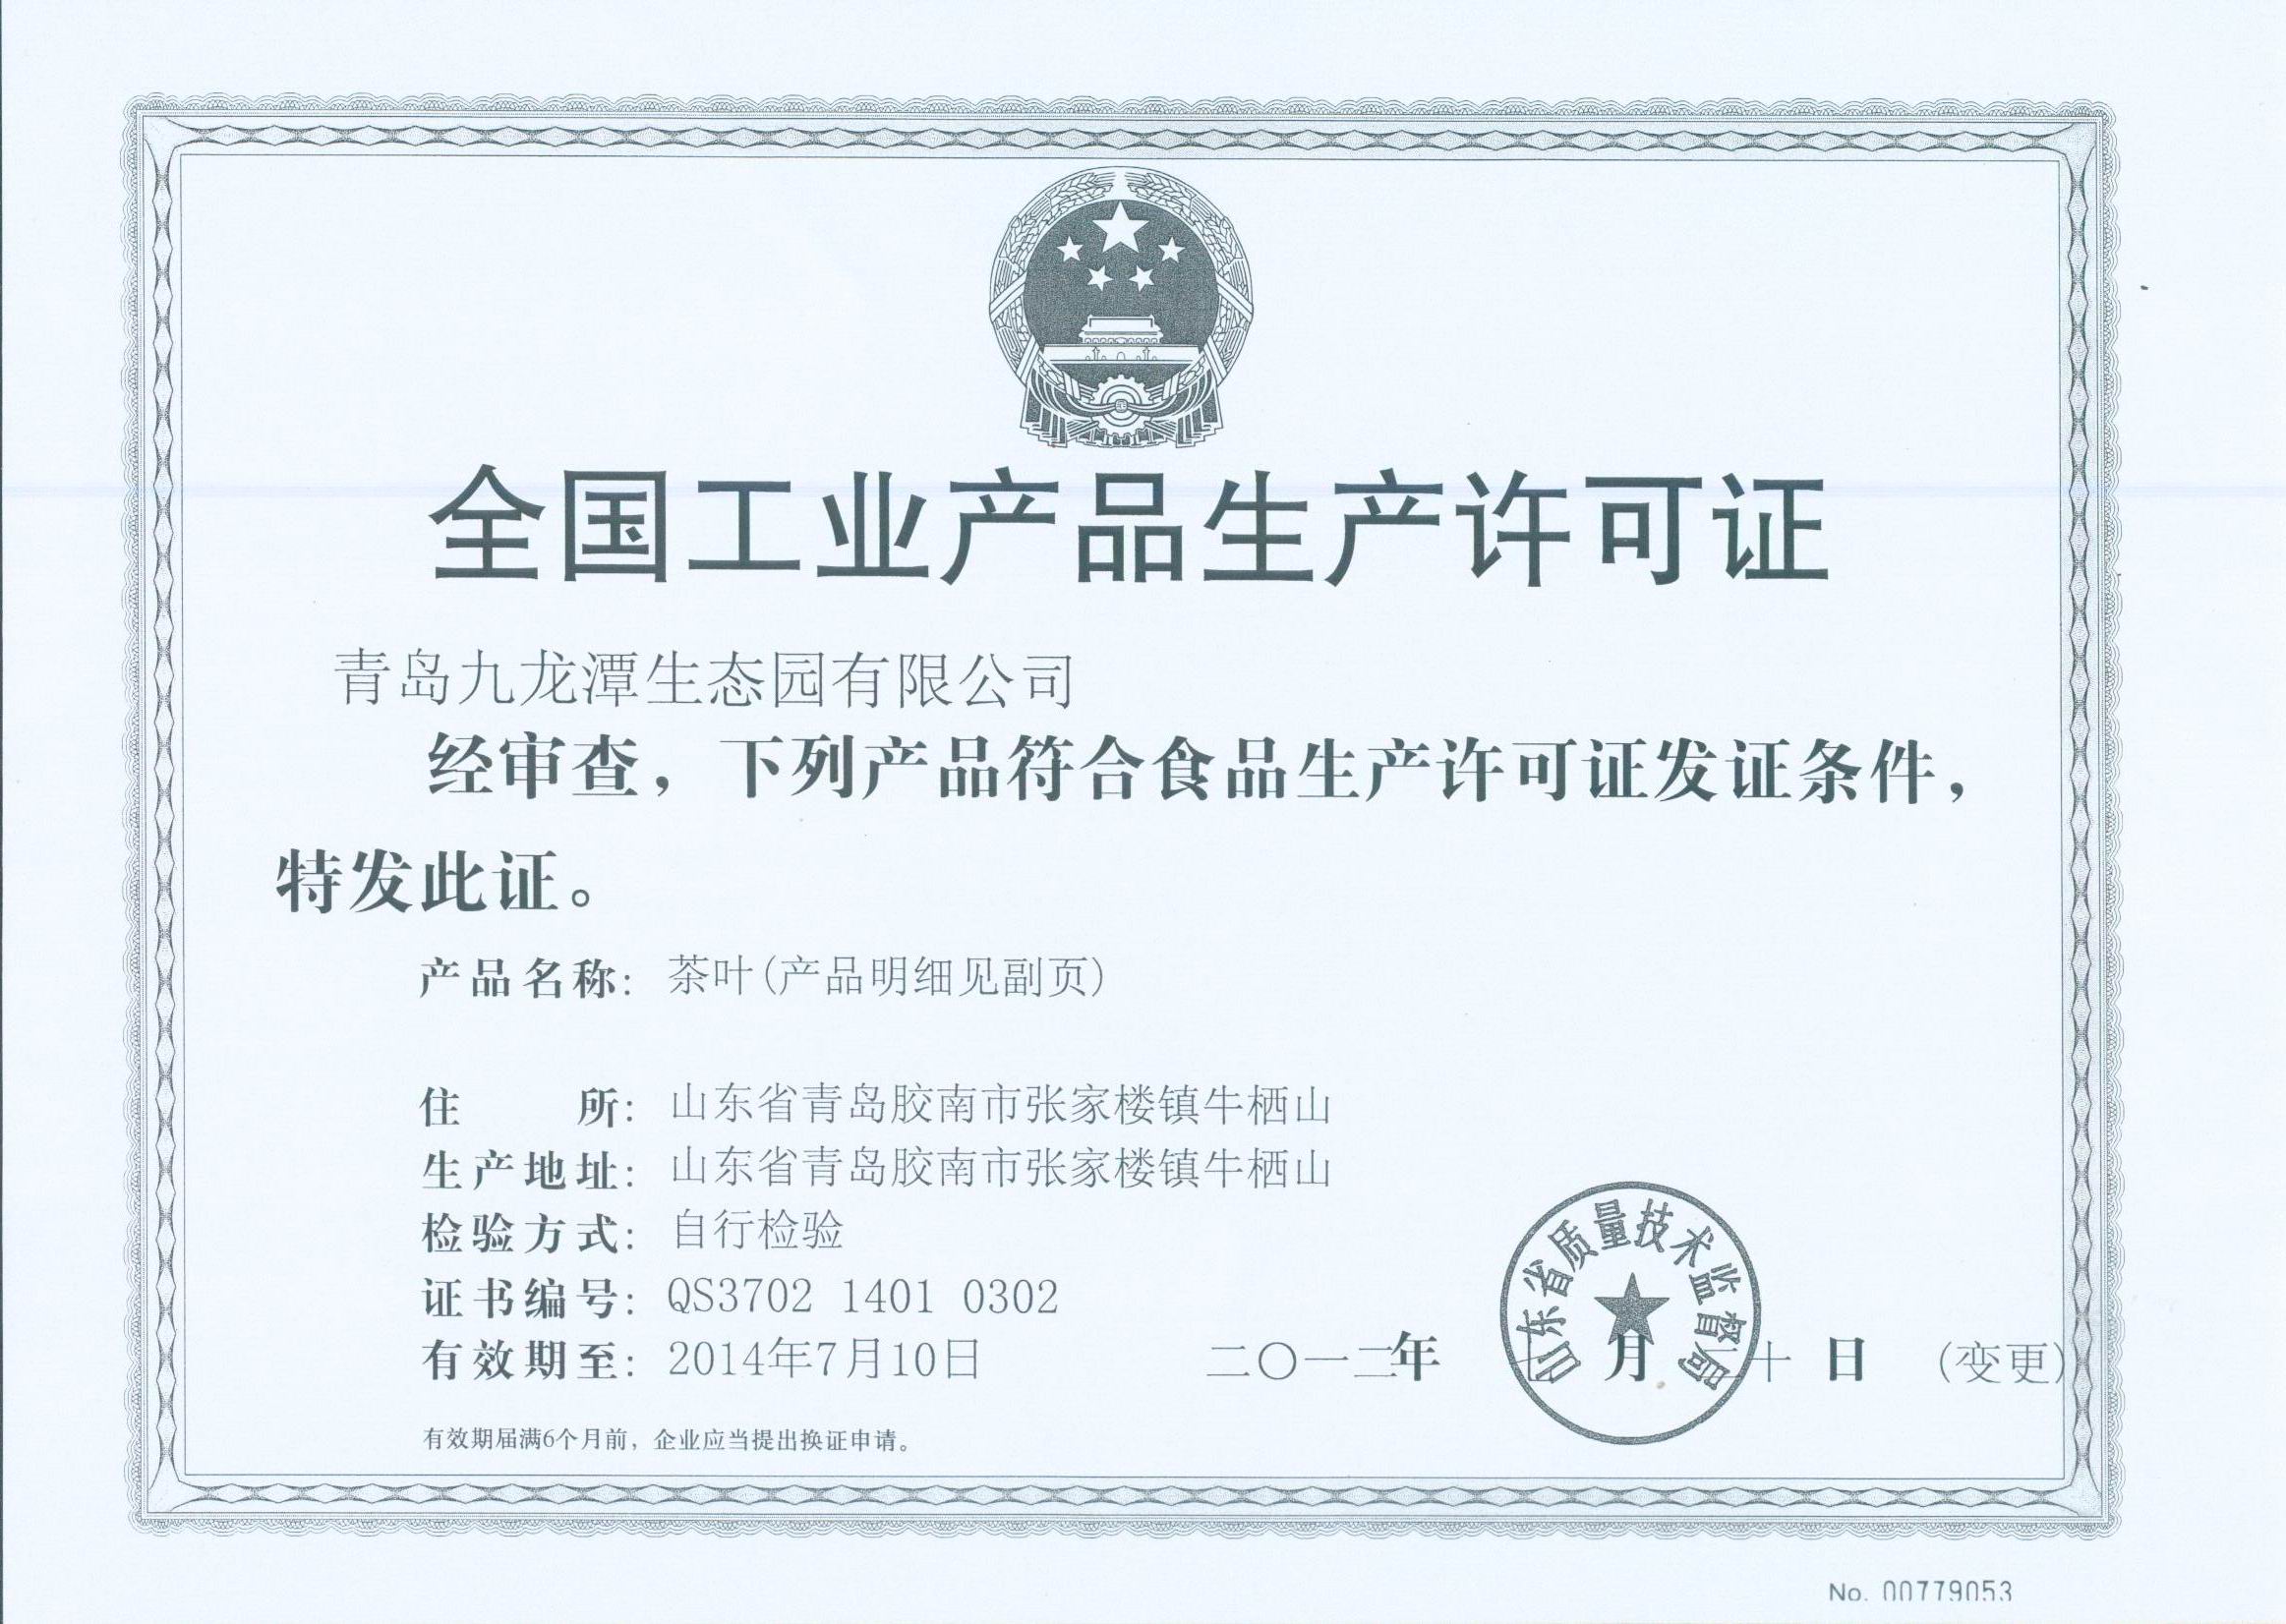 全国工业产品生产许可证
青岛九龙潭生态园有限公司
经审查，下列产品符合食品生产许可证发证条件，
特发此证。
产品名称：茶叶(产品明细见副页)
住 所：山东省青岛胶南市张家楼镇牛栖山
生产地址：山东省青岛胶南市张家楼镇牛栖山
检验方式：自行检验
证书编号：QS3702 1401 0302
有效期至：2014年7月10日
二〇一二年 月 十 日 (变更)
山东省质量技术监督局
有效期届满6个月前，企业应当提出换证申请。
No. 00779053